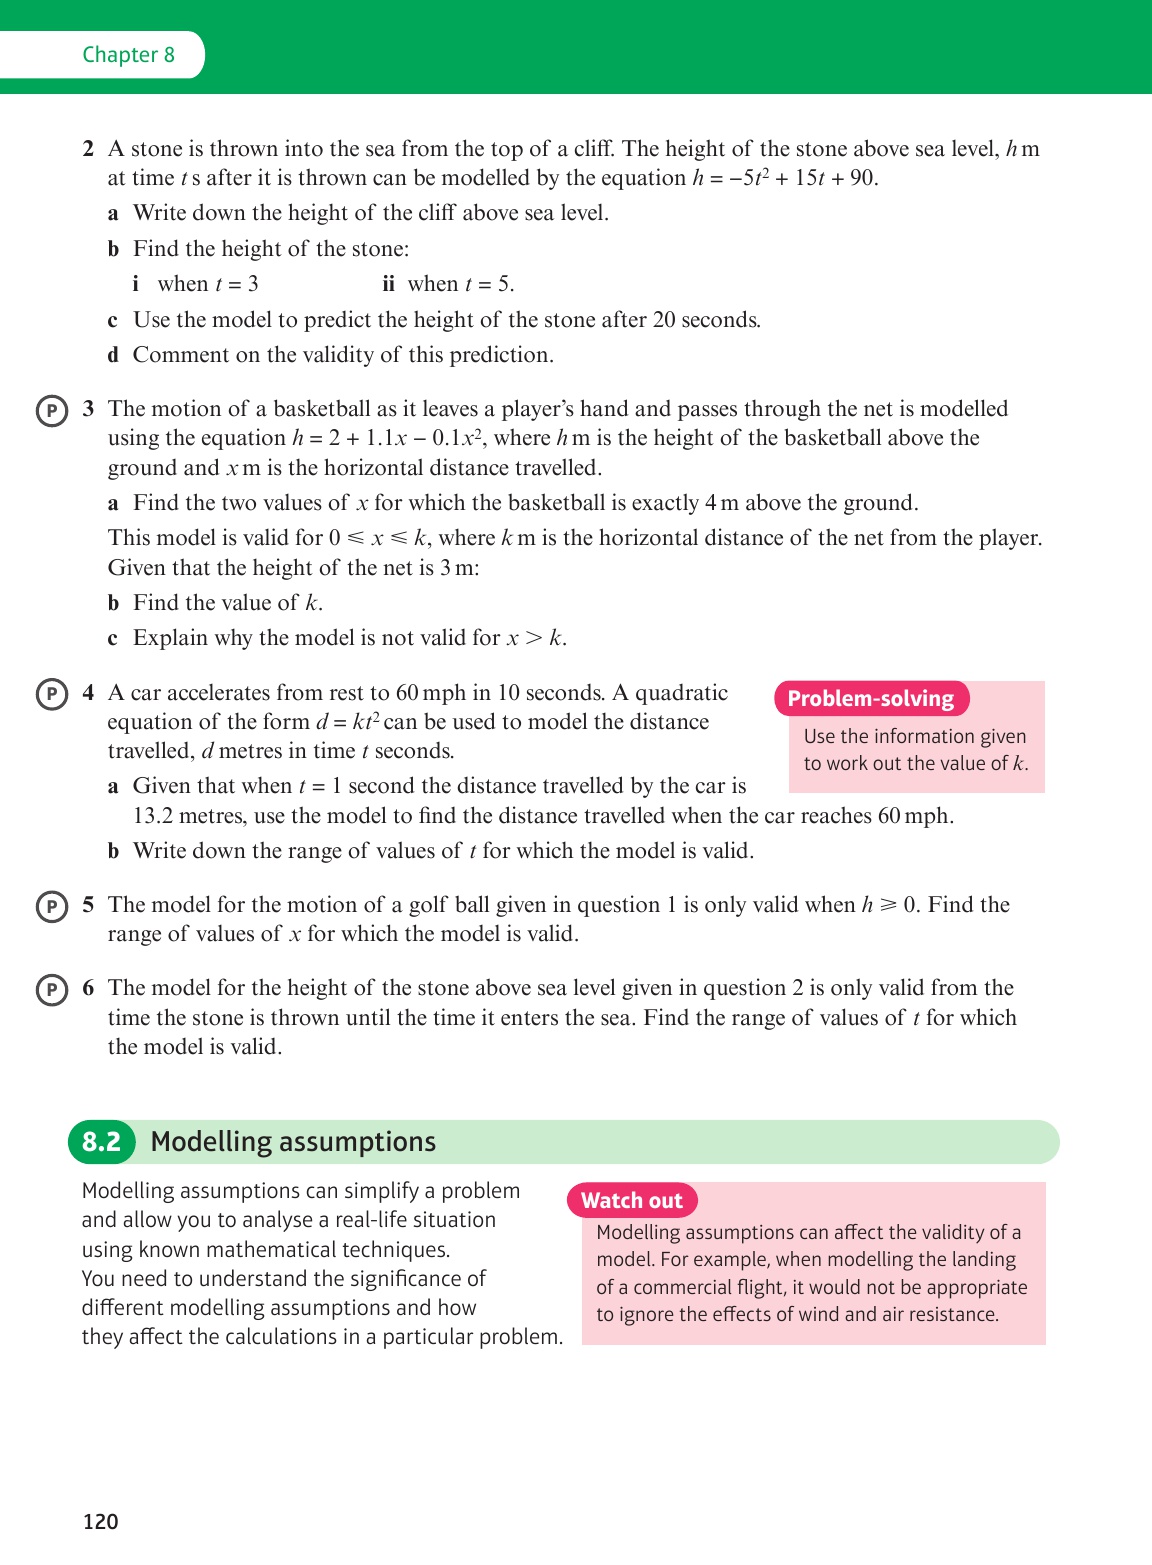 Chapter 8
2 A stone is thrown into the sea from the top of a cliff. The height of the stone above sea level, h m
at time t s after it is thrown can be modelled by the equation h = −5t² + 15t + 90.
a Write down the height of the cliff above sea level.
b Find the height of the stone:
i when t = 3 ii when t = 5.
c Use the model to predict the height of the stone after 20 seconds.
d Comment on the validity of this prediction.
P 3 The motion of a basketball as it leaves a player's hand and passes through the net is modelled
using the equation h = 2 + 1.1x − 0.1x², where h m is the height of the basketball above the
ground and x m is the horizontal distance travelled.
a Find the two values of x for which the basketball is exactly 4 m above the ground.
This model is valid for 0 ⩽ x ⩽ k, where k m is the horizontal distance of the net from the player.
Given that the height of the net is 3 m:
b Find the value of k.
c Explain why the model is not valid for x > k.
P 4 A car accelerates from rest to 60 mph in 10 seconds. A quadratic
equation of the form d = kt² can be used to model the distance
travelled, d metres in time t seconds.
a Given that when t = 1 second the distance travelled by the car is
13.2 metres, use the model to find the distance travelled when the car reaches 60 mph.
b Write down the range of values of t for which the model is valid.
Problem-solving
Use the information given
to work out the value of k.
P 5 The model for the motion of a golf ball given in question 1 is only valid when h ⩾ 0. Find the
range of values of x for which the model is valid.
P 6 The model for the height of the stone above sea level given in question 2 is only valid from the
time the stone is thrown until the time it enters the sea. Find the range of values of t for which
the model is valid.
8.2 Modelling assumptions
Modelling assumptions can simplify a problem
and allow you to analyse a real-life situation
using known mathematical techniques.
You need to understand the significance of
different modelling assumptions and how
they affect the calculations in a particular problem.
Watch out
Modelling assumptions can affect the validity of a
model. For example, when modelling the landing
of a commercial flight, it would not be appropriate
to ignore the effects of wind and air resistance.
120